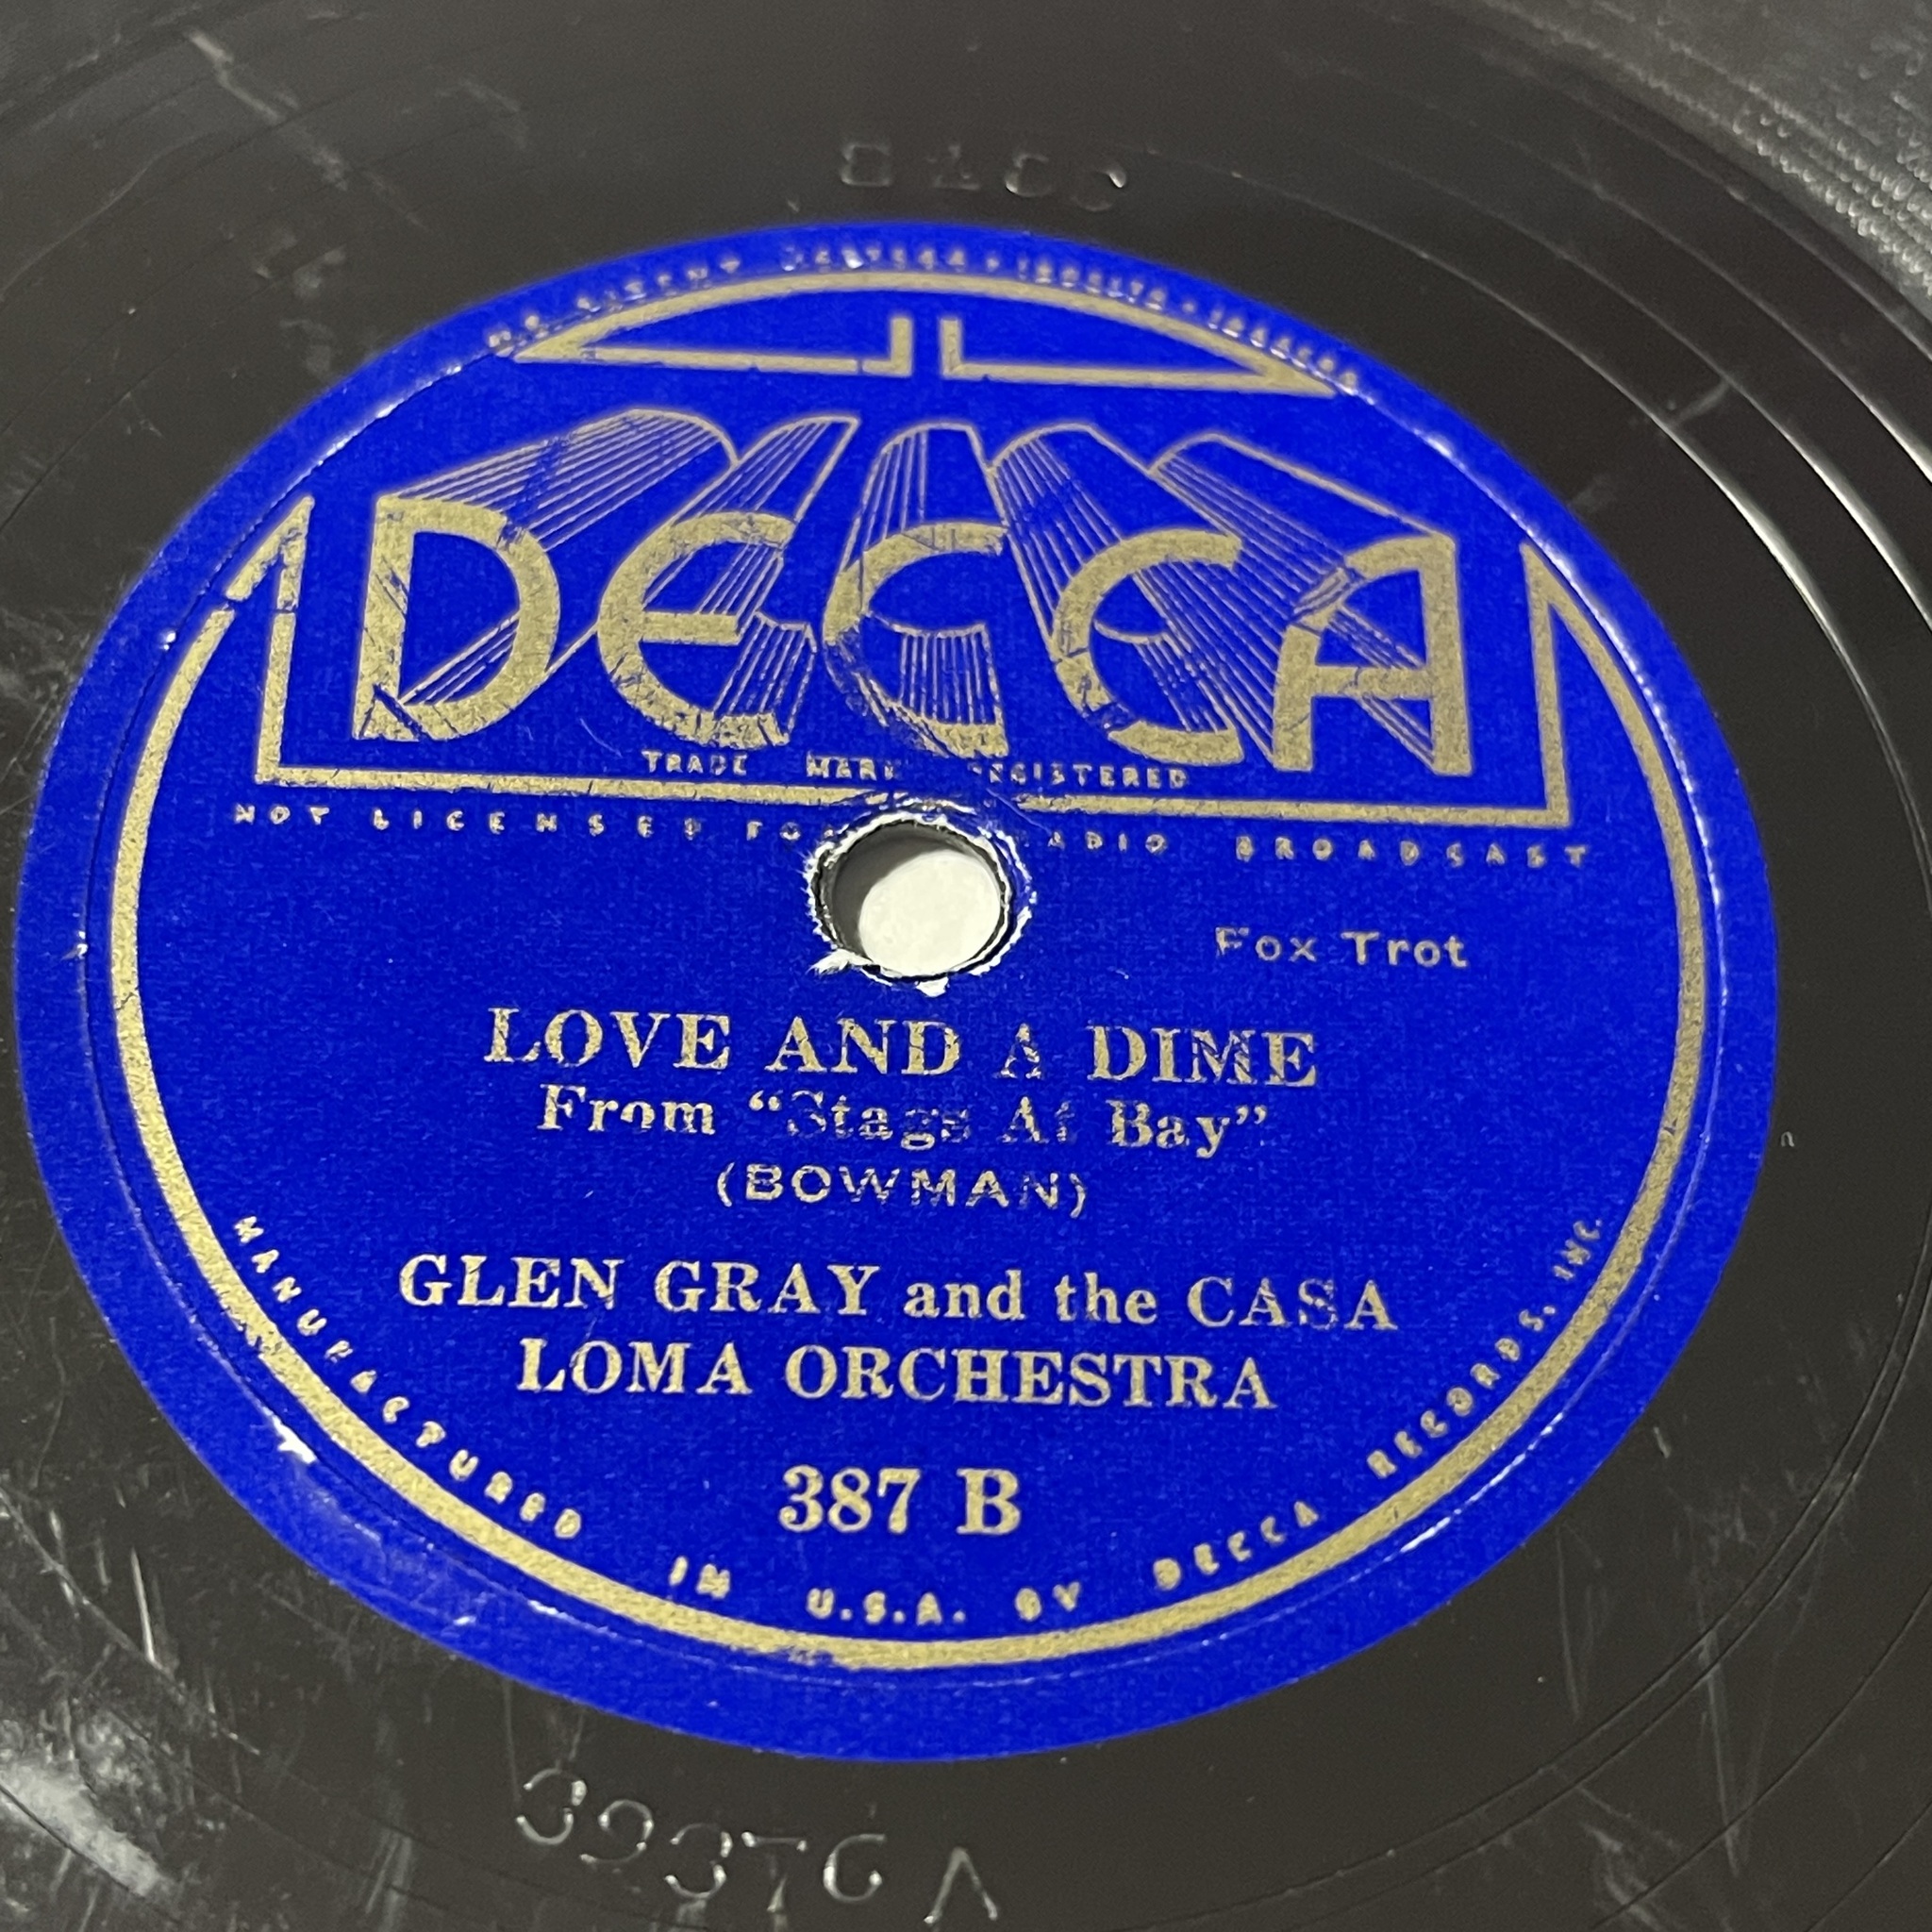 DECCA
TRADE MARK REGISTERED
NOT LICENSED FOR RADIO BROADCAST
Fox Trot
LOVE AND A DIME
From “Stags At Bay”
(BOWMAN)
GLEN GRAY and the CASA
LOMA ORCHESTRA
387 B
MANUFACTURED IN U.S.A. BY DECCA RECORDS, INC.
39376 A